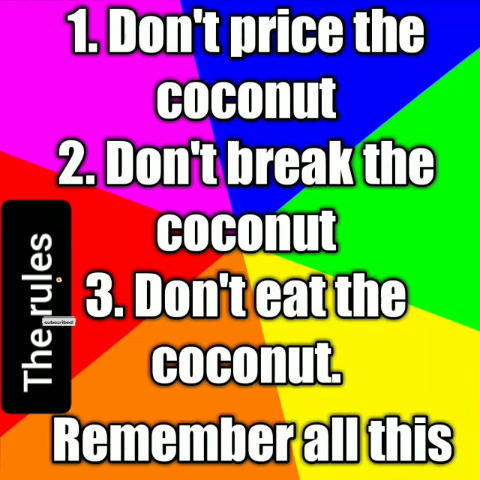 1. Don't price the
coconut
2. Don't break the
coconut
3. Don't eat the
coconut.
Remember all this
The rules
subscribed